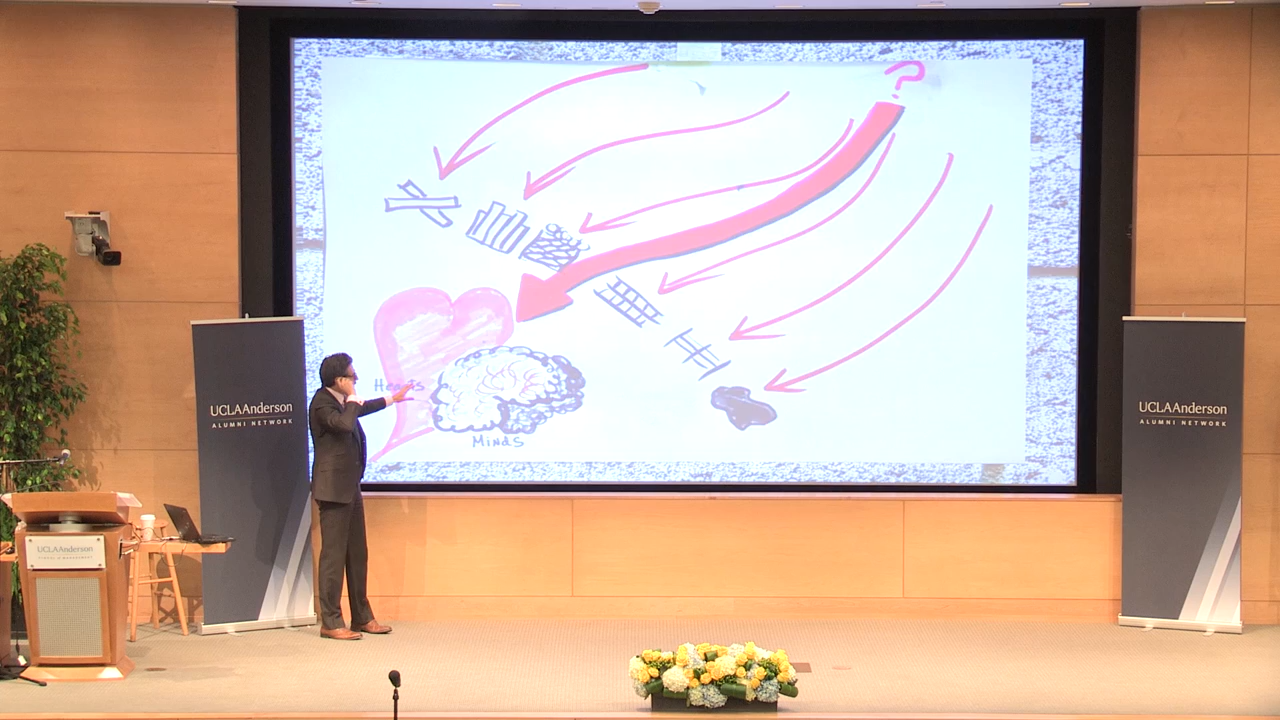 ?
Hearts
Minds
UCLAAnderson
ALUMNI NETWORK
UCLAAnderson
ALUMNI NETWORK
UCLAAnderson